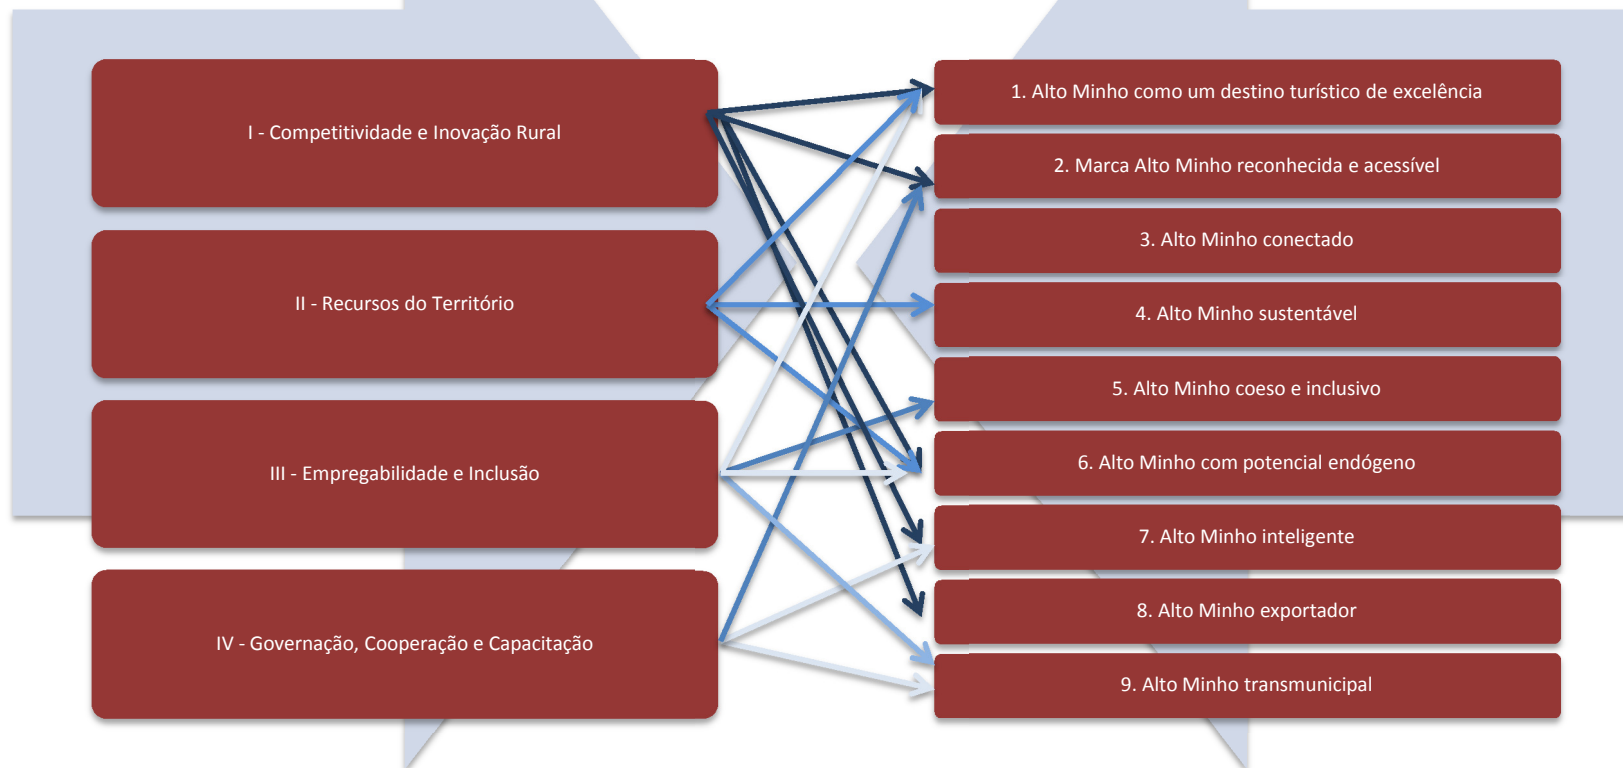 I - Competitividade e Inovação Rural
II - Recursos do Território
III - Empregabilidade e Inclusão
IV - Governação, Cooperação e Capacitação
1. Alto Minho como um destino turístico de excelência
2. Marca Alto Minho reconhecida e acessível
3. Alto Minho conectado
4. Alto Minho sustentável
5. Alto Minho coeso e inclusivo
6. Alto Minho com potencial endógeno
7. Alto Minho inteligente
8. Alto Minho exportador
9. Alto Minho transmunicipal